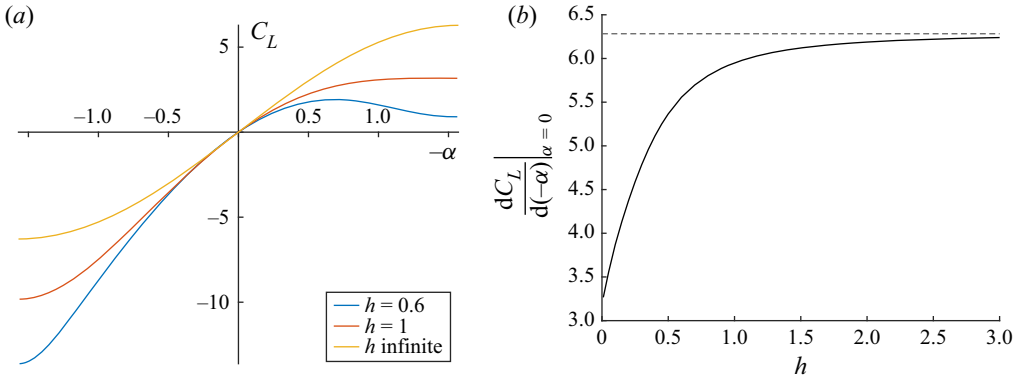 (a)
C_L
5
–1.0 –0.5 0.5 1.0
–α
–5
–10
h = 0.6
h = 1
h infinite
(b)
6.5
6.0
5.5
5.0
4.5
4.0
3.5
3.0
dC_L
d(–α)
α = 0
0 0.5 1.0 1.5 2.0 2.5 3.0
h